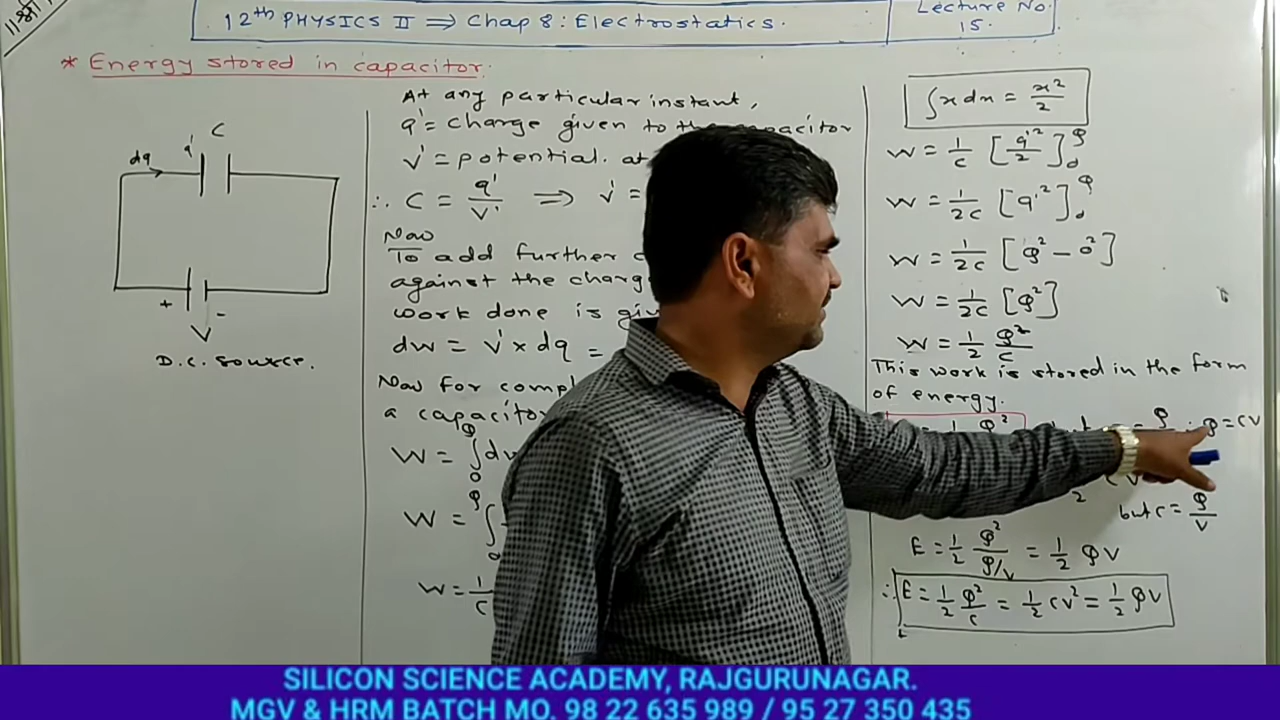 12th PHYSICS II ⇒ Chap 8: Electrostatics.
Lecture No.
15.
* Energy stored in capacitor.
C
dq q'
+ -
V
D.C. source.
At any particular instant,
q' = charge given to the capacitor
V' = potential. at
∴ C = q'/V' ⇒ V' =
Now
To add further
against the charge
work done is
dW = V' x dq =
Now for
a capacitor
W = ∫
W = ∫
W = 1/C
∫x dx = x²/2
W = 1/C [q'²/2]
W = 1/2C [q'²]
W = 1/2C [Q² - 0²]
W = 1/2C [Q²]
W = 1/2 Q²/C
This work is stored in the form
of energy.
Q = CV
but C = Q/V
E = 1/2 Q²/Q/V = 1/2 QV
∴ E = 1/2 Q²/C = 1/2 CV² = 1/2 QV
SILICON SCIENCE ACADEMY, RAJGURUNAGAR.
MGV & HRM BATCH MO. 98 22 635 989 / 95 27 350 435